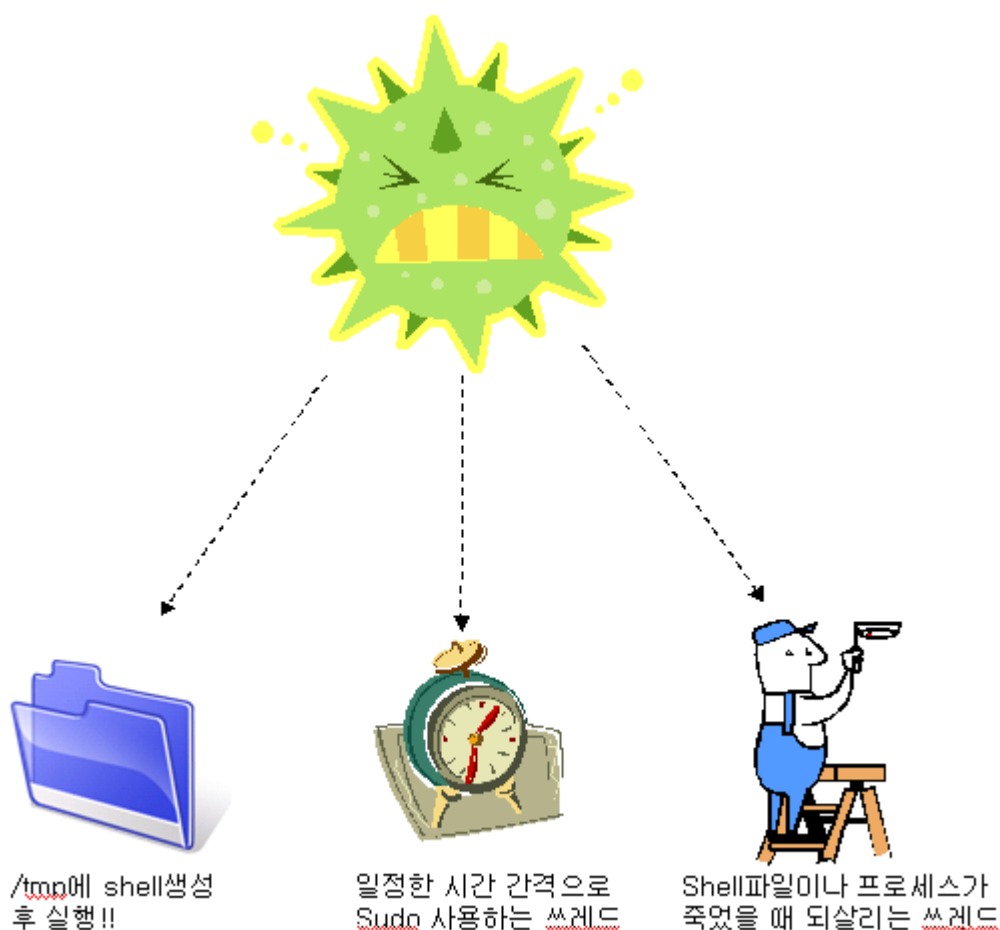 /tmp에 shell생성
후 실행!!
일정한 시간 간격으로
Sudo 사용하는 쓰레드
Shell파일이나 프로세스가
죽었을 때 되살리는 쓰레드